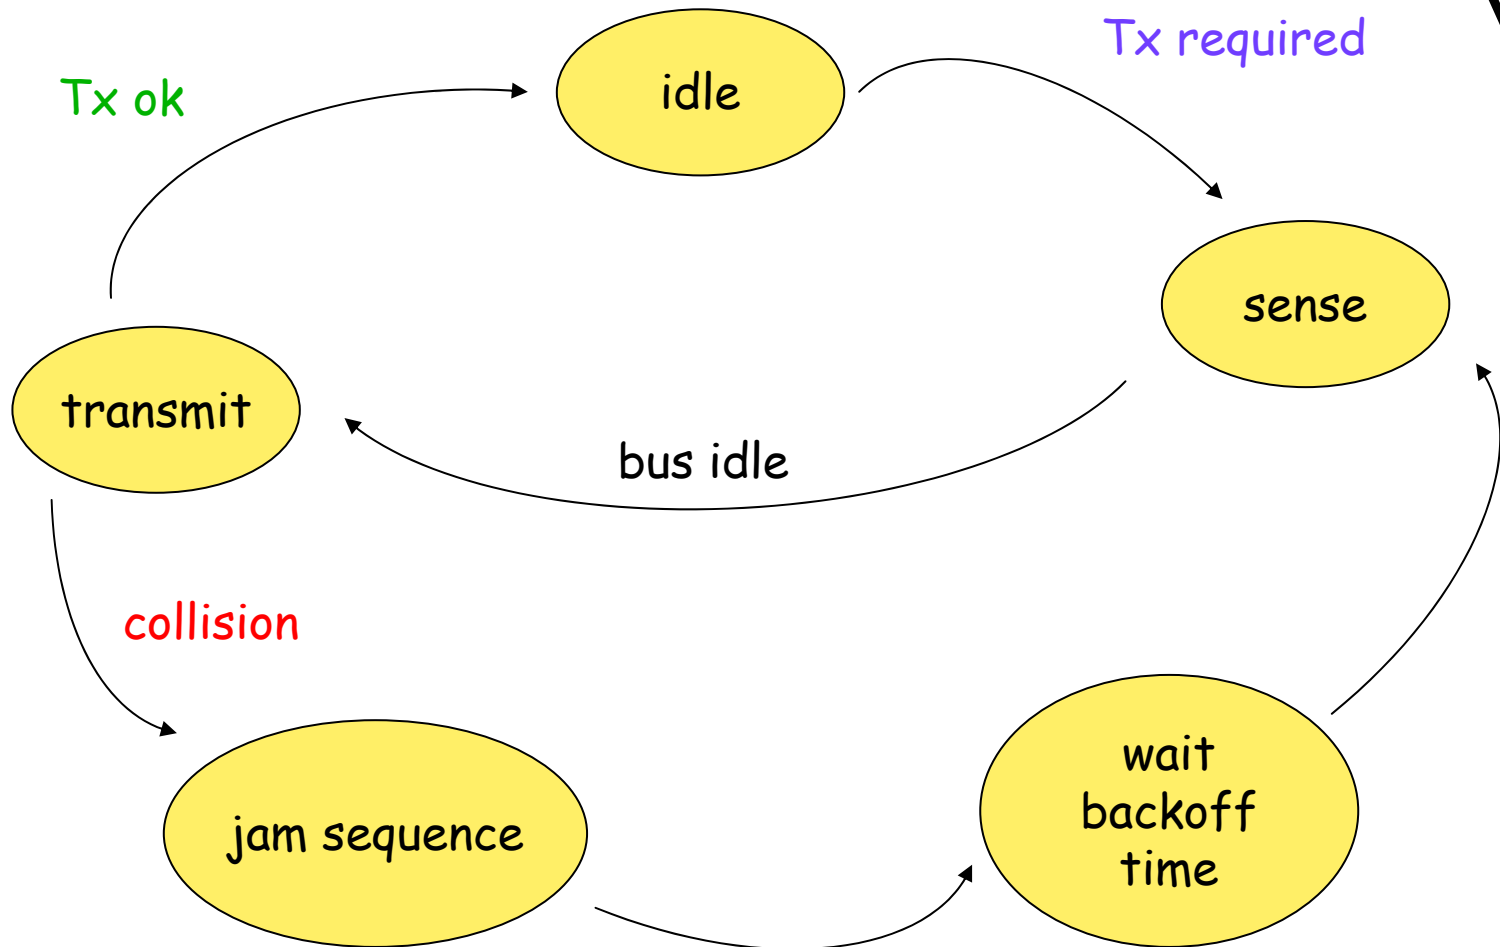 Tx required
Tx ok
idle
sense
transmit
bus idle
collision
wait
backoff
time
jam sequence